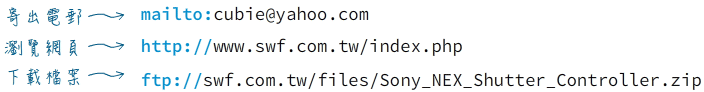 寄出電郵 mailto:cubie@yahoo.com
瀏覽網頁 http://www.swf.com.tw/index.php
下載檔案 ftp://swf.com.tw/files/Sony_NEX_Shutter_Controller.zip